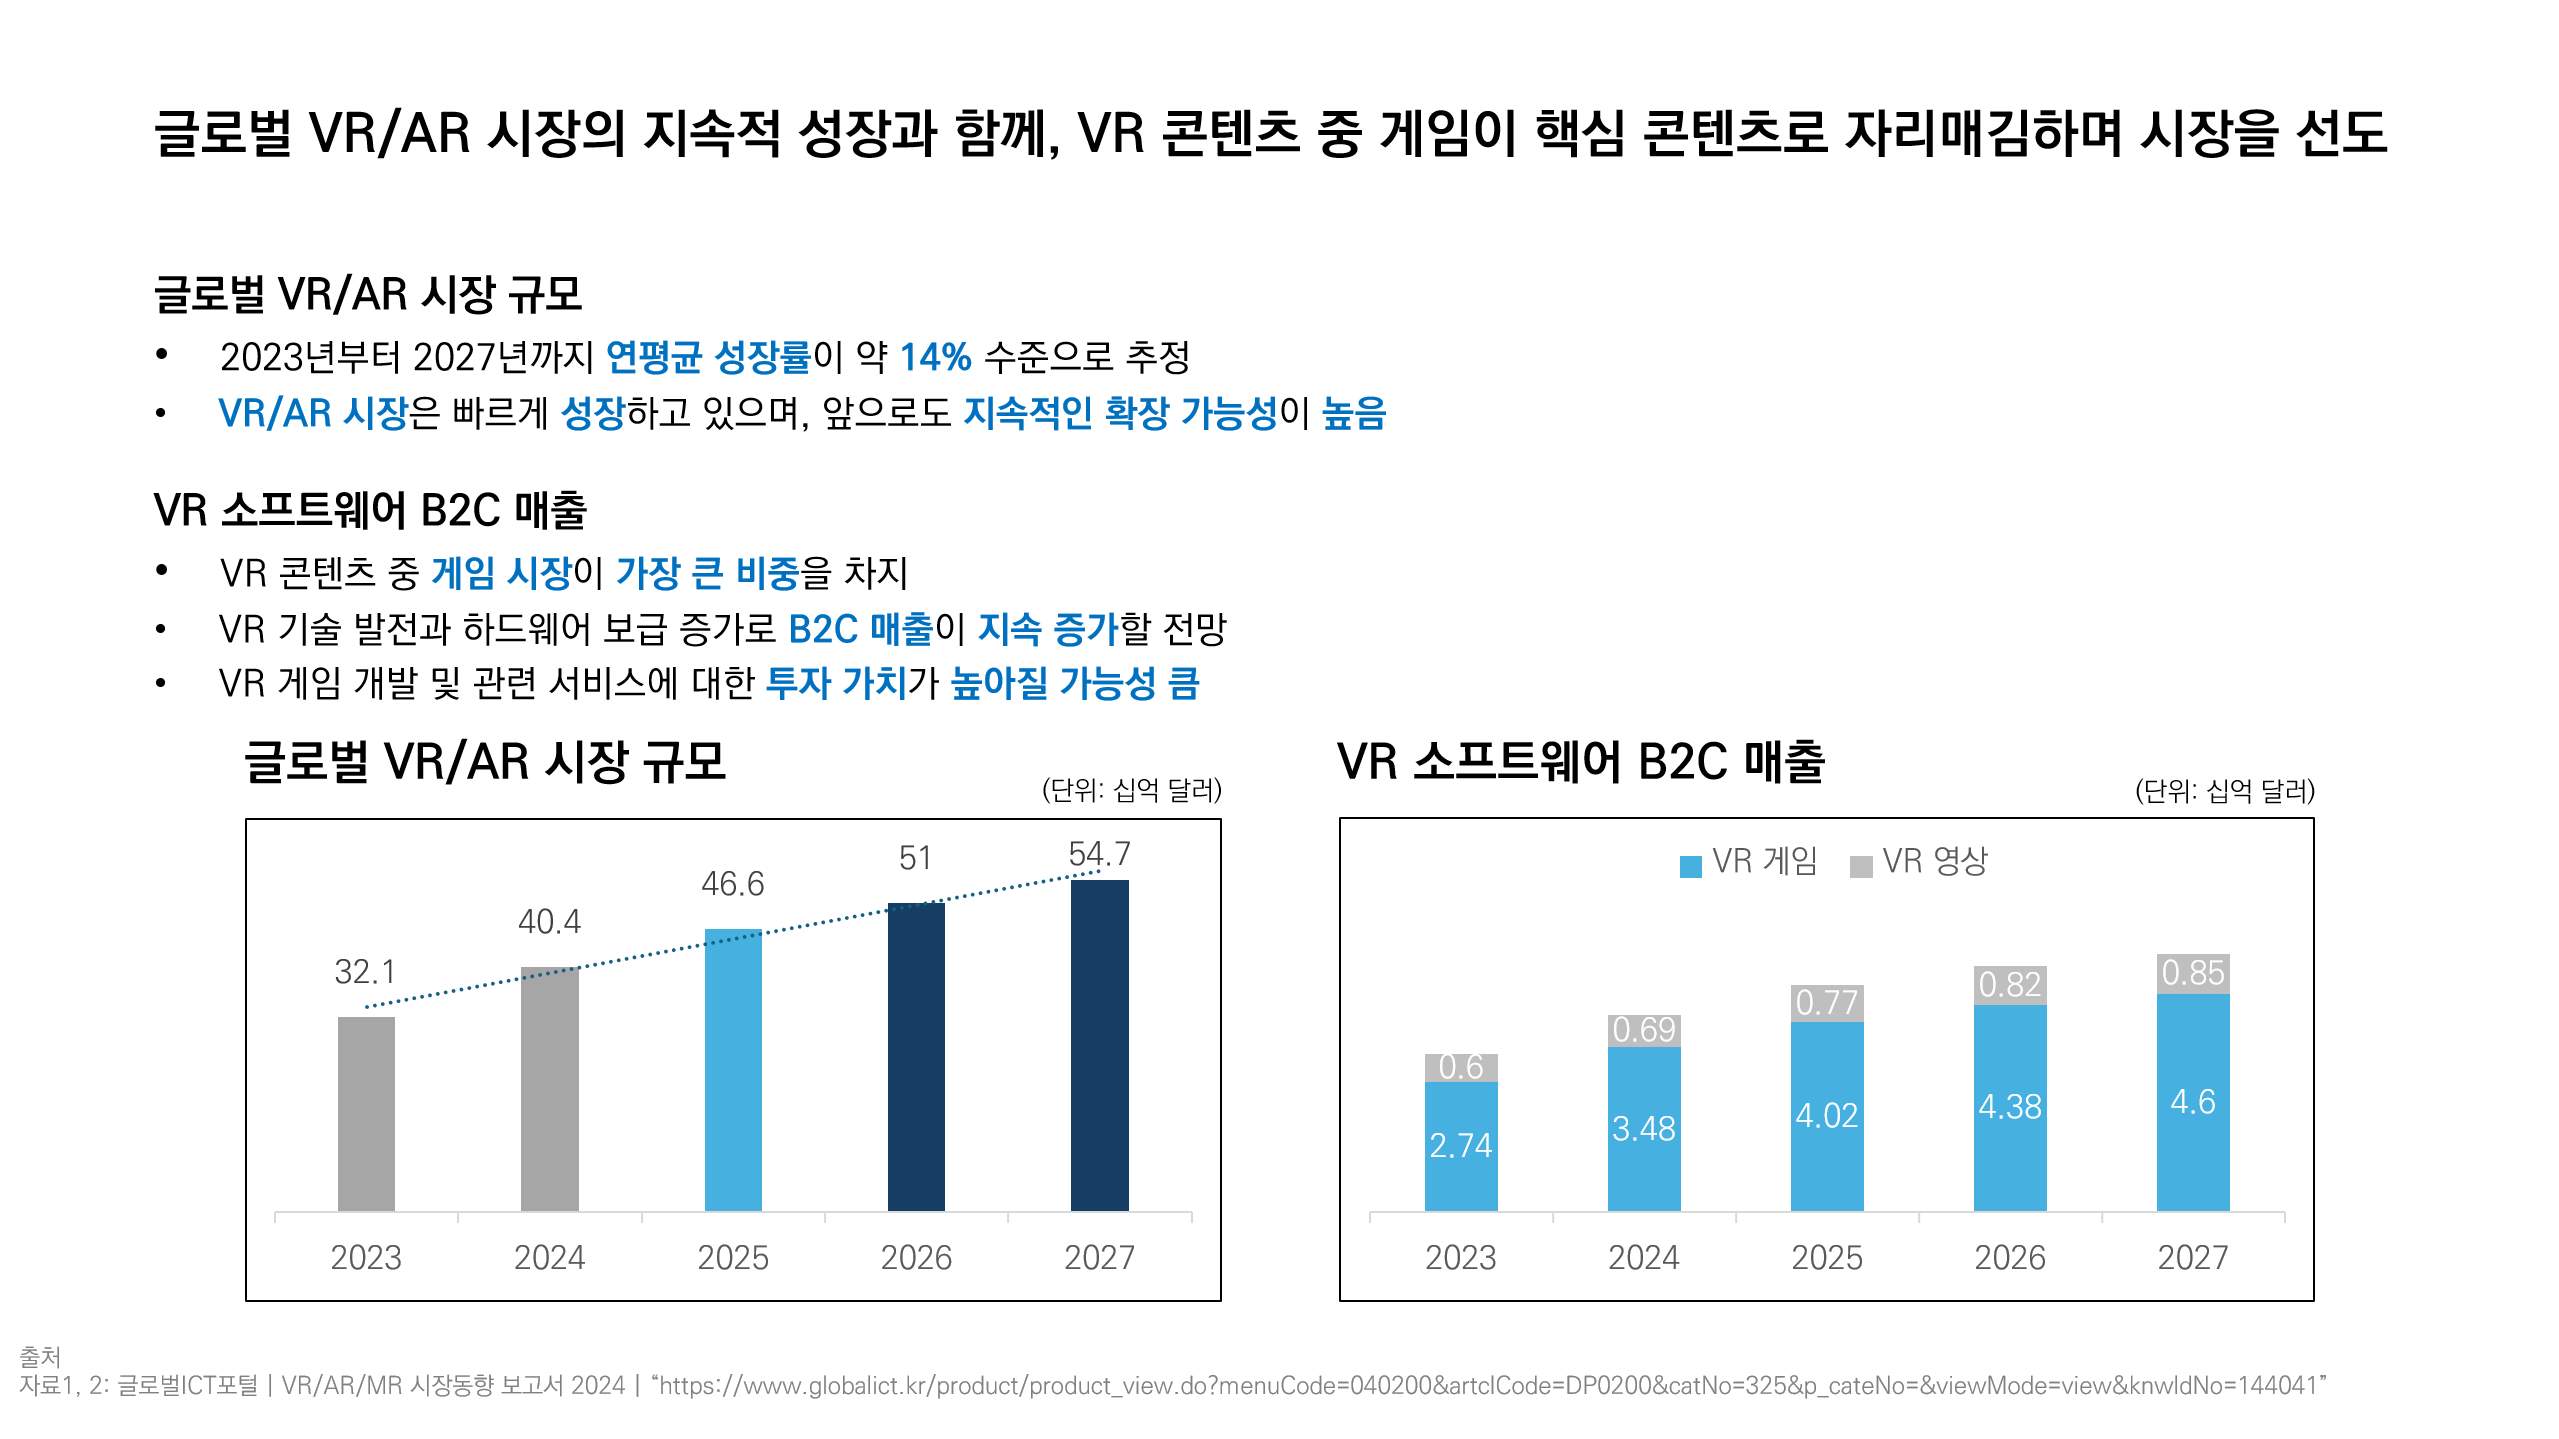 글로벌 VR/AR 시장의 지속적 성장과 함께, VR 콘텐츠 중 게임이 핵심 콘텐츠로 자리매김하며 시장을 선도
글로벌 VR/AR 시장 규모
• 2023년부터 2027년까지 연평균 성장률이 약 14% 수준으로 추정
• VR/AR 시장은 빠르게 성장하고 있으며, 앞으로도 지속적인 확장 가능성이 높음
VR 소프트웨어 B2C 매출
• VR 콘텐츠 중 게임 시장이 가장 큰 비중을 차지
• VR 기술 발전과 하드웨어 보급 증가로 B2C 매출이 지속 증가할 전망
• VR 게임 개발 및 관련 서비스에 대한 투자 가치가 높아질 가능성 큼
글로벌 VR/AR 시장 규모
(단위: 십억 달러)
32.1
40.4
46.6
51
54.7
2023 2024 2025 2026 2027
VR 소프트웨어 B2C 매출
(단위: 십억 달러)
VR 게임 VR 영상
0.6 0.69 0.77 0.82 0.85
2.74 3.48 4.02 4.38 4.6
2023 2024 2025 2026 2027
출처
자료1, 2: 글로벌ICT포털 | VR/AR/MR 시장동향 보고서 2024 | “https://www.globalict.kr/product/product_view.do?menuCode=040200&artclCode=DP0200&catNo=325&p_cateNo=&viewMode=view&knwldNo=144041”